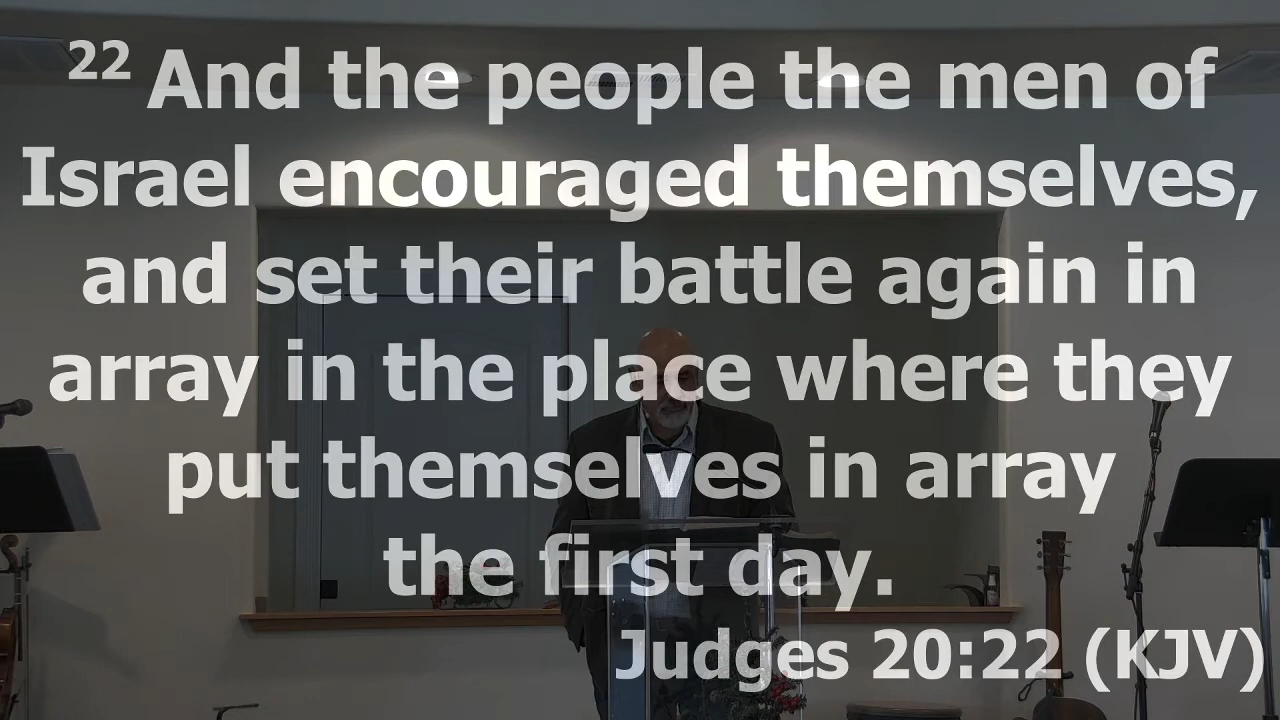 22 And the people the men of
Israel encouraged themselves,
and set their battle again in
array in the place where they
put themselves in array
the first day.
Judges 20:22 (KJV)